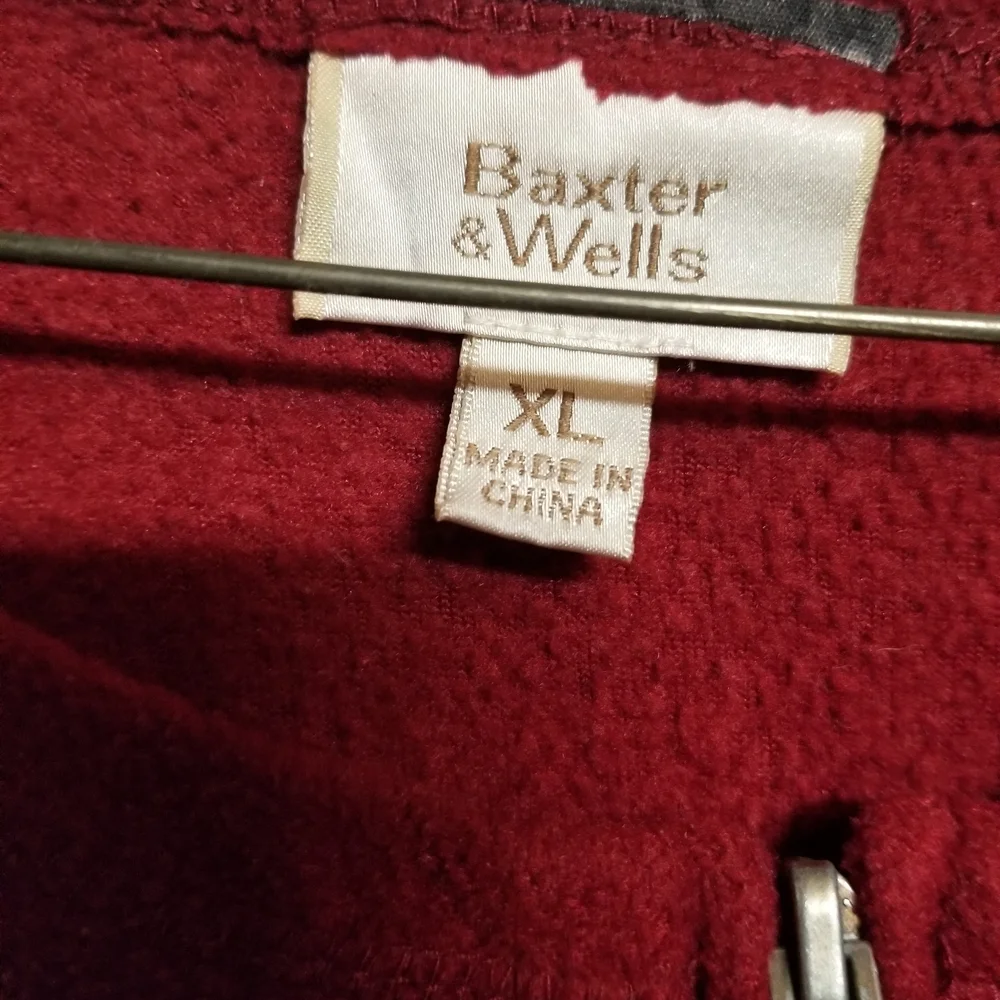 Baxter
& Wells
XL
MADE IN
CHINA